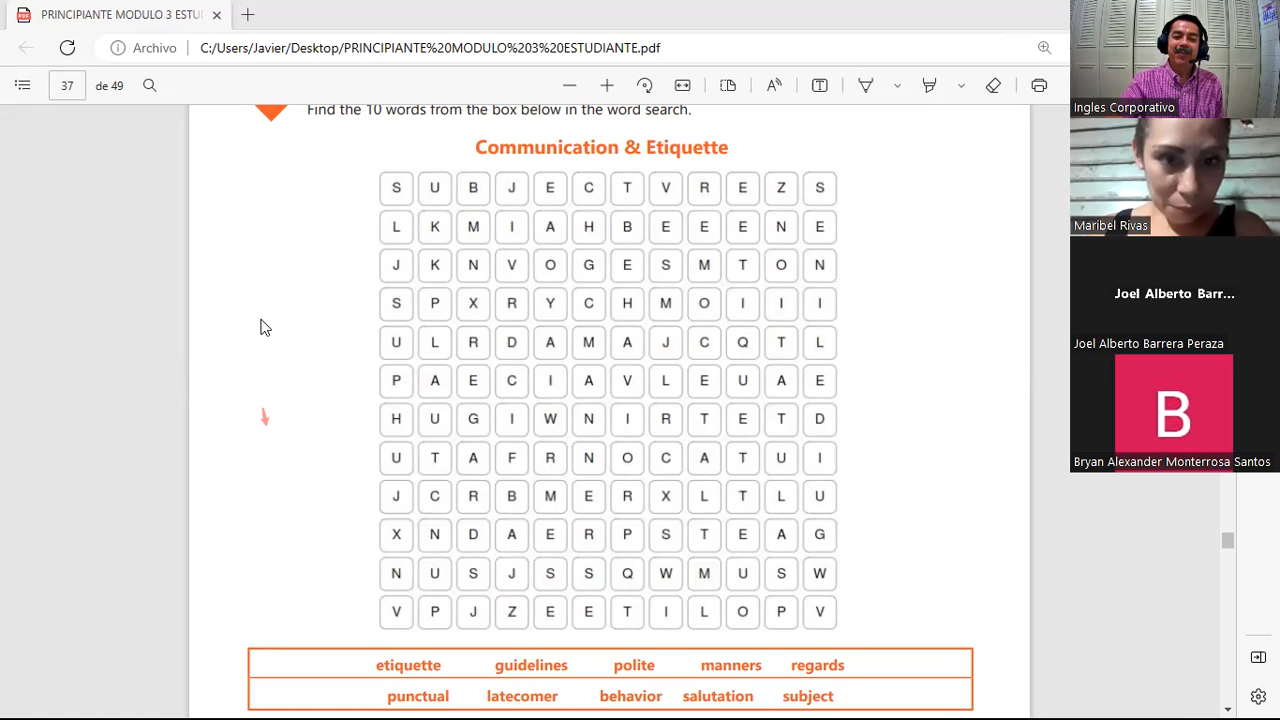 PRINCIPIANTE MODULO 3 ESTU
Archivo C:/Users/Javier/Desktop/PRINCIPIANTE%20MODULO%203%20ESTUDIANTE.pdf
37 de 49
Find the 10 words from the box below in the word search.
Communication & Etiquette
S U B J E C T V R E Z S
L K M I A H B E E E N E
J K N V O G E S M T O N
S P X R Y C H M O I I I
U L R D A M A J C Q T L
P A E C I A V L E U A E
H U G I W N I R T E T D
U T A F R N O C A T U I
J C R B M E R X L T L U
X N D A E R P S T E A G
N U S J S S Q W M U S W
V P J Z E E T I L O P V
etiquette guidelines polite manners regards
punctual latecomer behavior salutation subject
Ingles Corporativo
Maribel Rivas
Joel Alberto Barr...
Joel Alberto Barrera Peraza
B
Bryan Alexander Monterrosa Santos